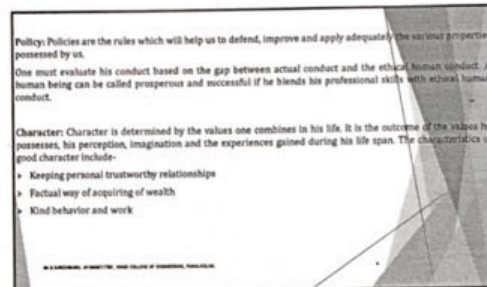 Policy: Policies are the rules which will help us to defend, improve and apply adequately the various propertie
possessed by us.
One must evaluate his conduct based on the gap between actual conduct and the ethical human conduct. A
human being can be called prosperous and successful if he blends his professional skills with ethical human
conduct.
Character: Character is determined by the values one combines in his life. It is the outcome of the values he
possesses, his perception, imagination and the experiences gained during his life span. The characteristics o
good character include-
➤ Keeping personal trustworthy relationships
➤ Factual way of acquiring of wealth
➤ Kind behavior and work
COLLEGE OF ENGINEERING,